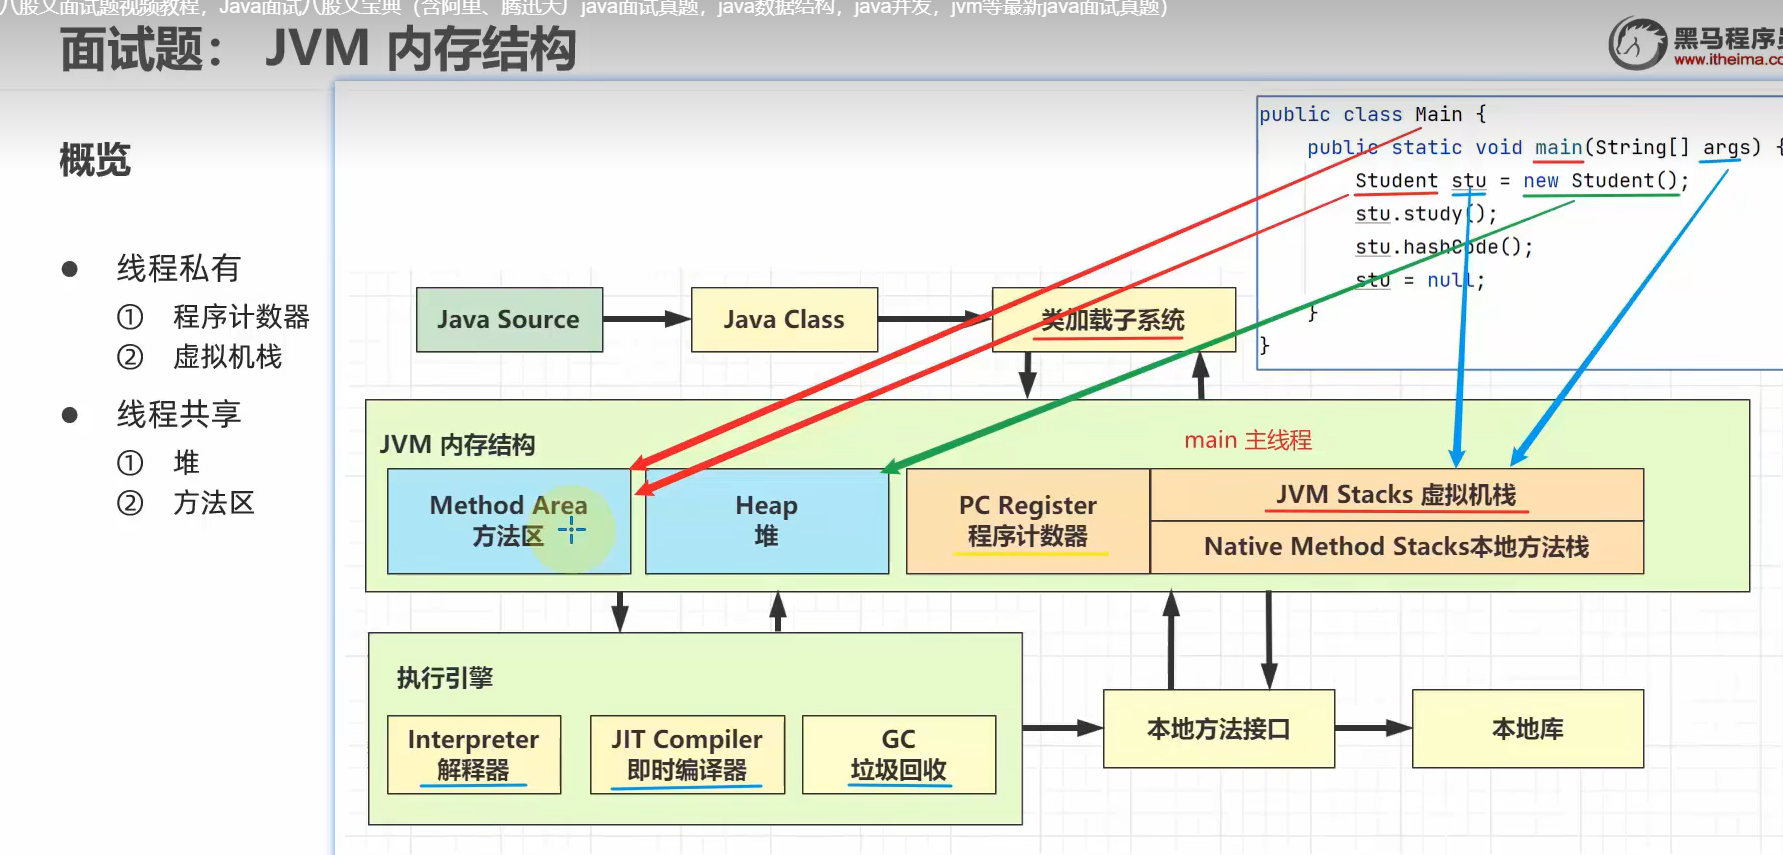 八股文面试题视频教程，Java面试八股文宝典（含阿里、腾迅大厂java面试真题，java数据结构，java并发，jvm等最新java面试真题）
面试题： JVM 内存结构
黑马程序员
www.itheima.co
概览
线程私有
① 程序计数器
② 虚拟机栈
线程共享
① 堆
② 方法区
public class Main {
public static void main(String[] args) {
Student stu = new Student();
stu.study();
stu.hashCode();
stu = null;
}
}
Java Source
Java Class
类加载子系统
JVM 内存结构
main 主线程
Method Area
方法区
Heap
堆
PC Register
程序计数器
JVM Stacks 虚拟机栈
Native Method Stacks本地方法栈
执行引擎
Interpreter
解释器
JIT Compiler
即时编译器
GC
垃圾回收
本地方法接口
本地库